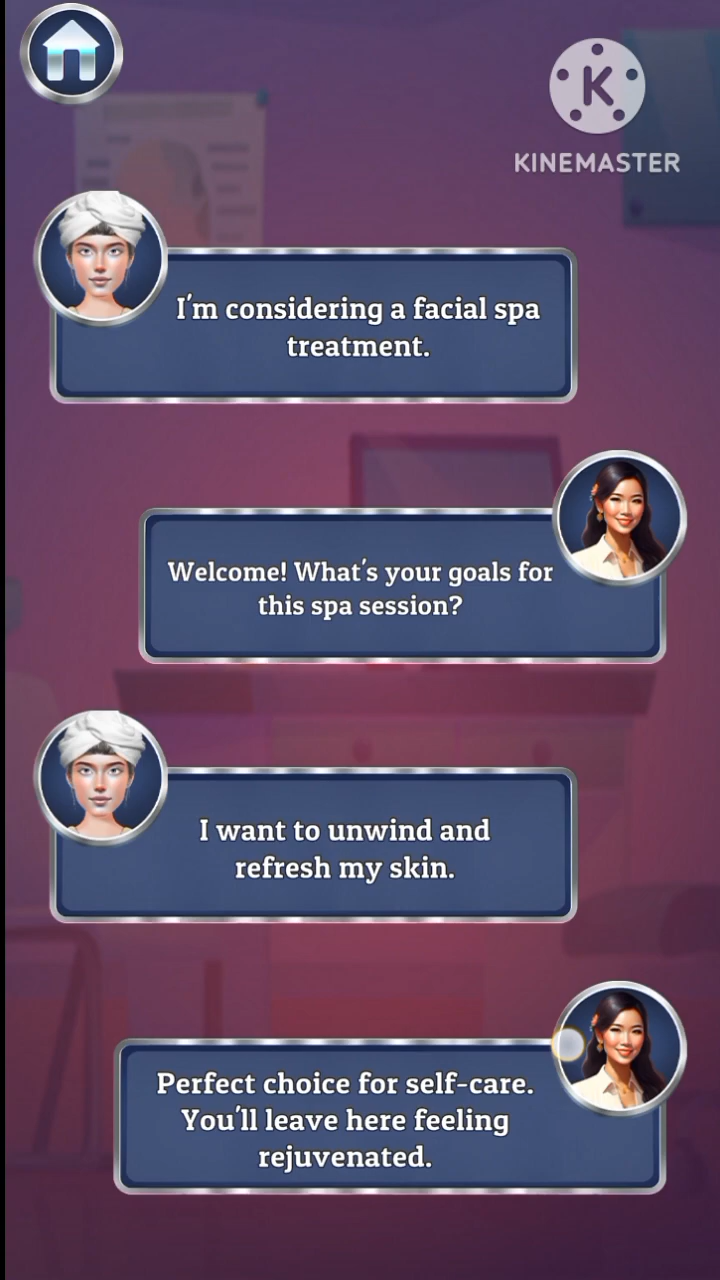 K
KINEMASTER
I'm considering a facial spa
treatment.
Welcome! What's your goals for
this spa session?
I want to unwind and
refresh my skin.
Perfect choice for self-care.
You'll leave here feeling
rejuvenated.